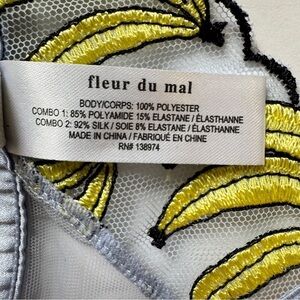 fleur du mal
BODY/CORPS: 100% POLYESTER
COMBO 1: 85% POLYAMIDE 15% ELASTANE / ÉLASTHANNE
COMBO 2: 92% SILK / SOIE 8% ELASTANE / ÉLASTHANNE
MADE IN CHINA / FABRIQUÉ EN CHINE
RN# 138974